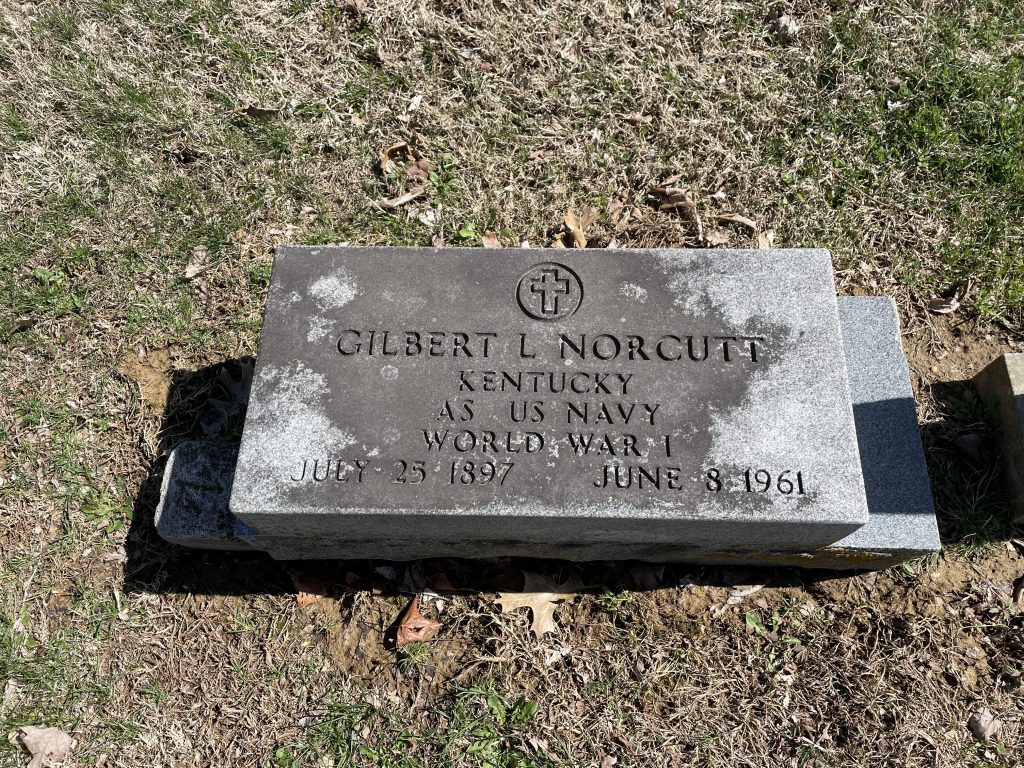 GILBERT L NORCUTT
KENTUCKY
AS US NAVY
WORLD WAR I
JULY 25 1897 JUNE 8 1961